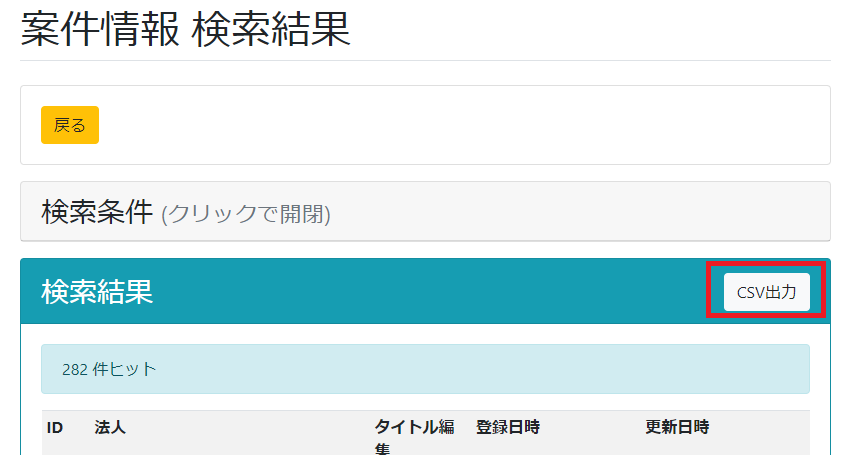 案件情報 検索結果
戻る
検索条件 (クリックで開閉)
検索結果
CSV出力
282 件ヒット
ID 法人 タイトル編集 登録日時 更新日時